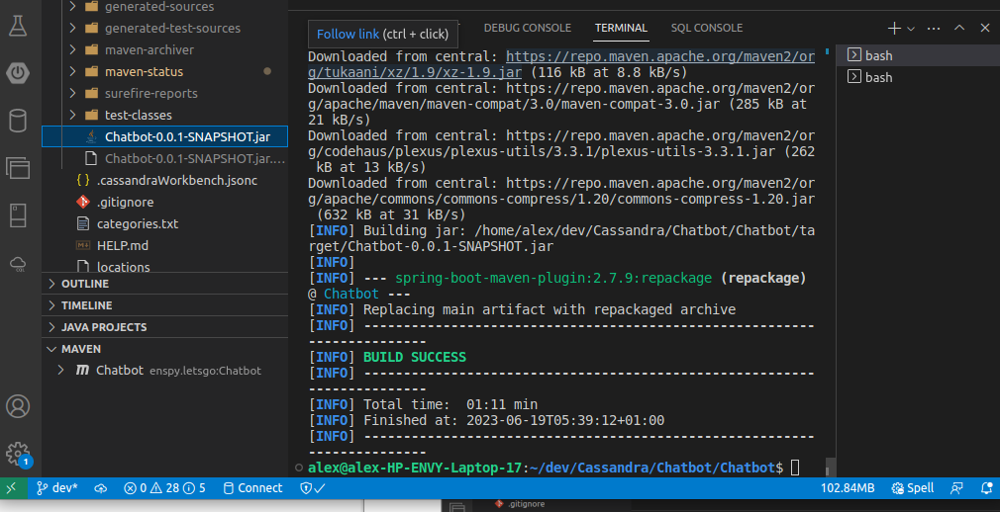 generated-sources
generated-test-sources
maven-archiver
maven-status
surefire-reports
test-classes
Chatbot-0.0.1-SNAPSHOT.jar
Chatbot-0.0.1-SNAPSHOT.jar....
.cassandraWorkbench.jsonc
.gitignore
categories.txt
HELP.md
locations
OUTLINE
TIMELINE
JAVA PROJECTS
MAVEN
Chatbot enspy.letsgo:Chatbot
Follow link (ctrl + click)
DEBUG CONSOLE TERMINAL SQL CONSOLE
Downloaded from central: https://repo.maven.apache.org/maven2/or
g/tukaani/xz/1.9/xz-1.9.jar (116 kB at 8.8 kB/s)
Downloaded from central: https://repo.maven.apache.org/maven2/or
g/apache/maven/maven-compat/3.0/maven-compat-3.0.jar (285 kB at
21 kB/s)
Downloaded from central: https://repo.maven.apache.org/maven2/or
g/codehaus/plexus/plexus-utils/3.3.1/plexus-utils-3.3.1.jar (262
kB at 13 kB/s)
Downloaded from central: https://repo.maven.apache.org/maven2/or
g/apache/commons/commons-compress/1.20/commons-compress-1.20.jar
(632 kB at 31 kB/s)
[INFO] Building jar: /home/alex/dev/Cassandra/Chatbot/Chatbot/ta
rget/Chatbot-0.0.1-SNAPSHOT.jar
[INFO]
[INFO] --- spring-boot-maven-plugin:2.7.9:repackage (repackage)
@ Chatbot ---
[INFO] Replacing main artifact with repackaged archive
[INFO] ----------------------------------------------------------
---------------
[INFO] BUILD SUCCESS
[INFO] ----------------------------------------------------------
---------------
[INFO] Total time:  01:11 min
[INFO] Finished at: 2023-06-19T05:39:12+01:00
[INFO] ----------------------------------------------------------
---------------
alex@alex-HP-ENVY-Laptop-17:~/dev/Cassandra/Chatbot/Chatbot$
bash
bash
1
dev* 0 28 5 Connect 102.84MB Spell
.gitignore